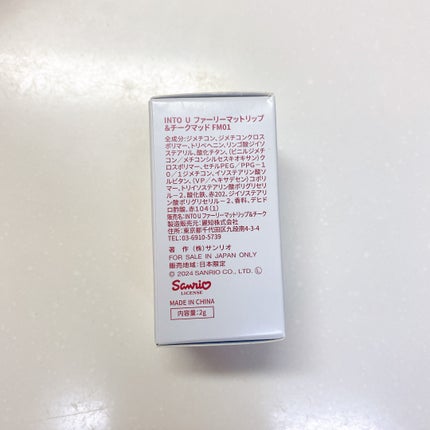 INTO U ファーリーマットリップ
&チークマッド FM01
全成分:ジメチコン、ジメチコンクロス
ポリマー、トリベヘニン、リンゴ酸ジイソ
ステアリル、酸化チタン、(ビニルジメチ
コン/メチコンシルセスキオキサン)ク
ロスポリマー、セチルPEG/PPG-1
0/1ジメチコン、イソステアリン酸ソ
ルビタン、(VP/ヘキサデセン)コポリ
マー、トリイソステアリン酸ポリグリセリ
ル-2、酸化鉄、赤202、ジイソステアリ
ン酸ポリグリセリル-2、香料、デヒド
ロ酢酸、赤104(1)
販売名:INTO Uファーリーマットリップ&チーク
製造販売元:累知株式会社
住所:東京都千代田区九段南4-3-4
TEL:03-6910-5739
著 作 (株)サンリオ
FOR SALE IN JAPAN ONLY
販売地域:日本限定
© 2024 SANRIO CO., LTD. Ⓛ
Sanrio
LICENSE
MADE IN CHINA
内容量:2g